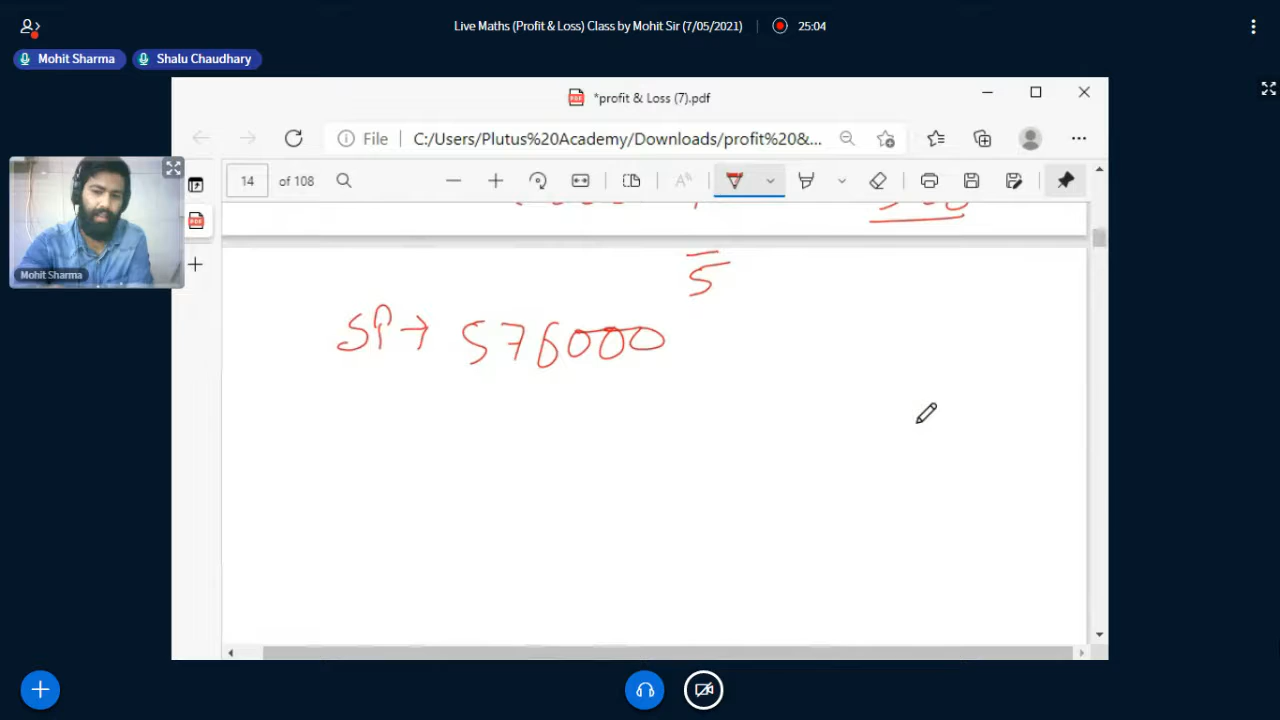 Live Maths (Profit & Loss) Class by Mohit Sir (7/05/2021) 25:04
Mohit Sharma Shalu Chaudhary
*profit & Loss (7).pdf
File C:/Users/Plutus%20Academy/Downloads/profit%20&...
14 of 108
5
SP → 576000
Mohit Sharma